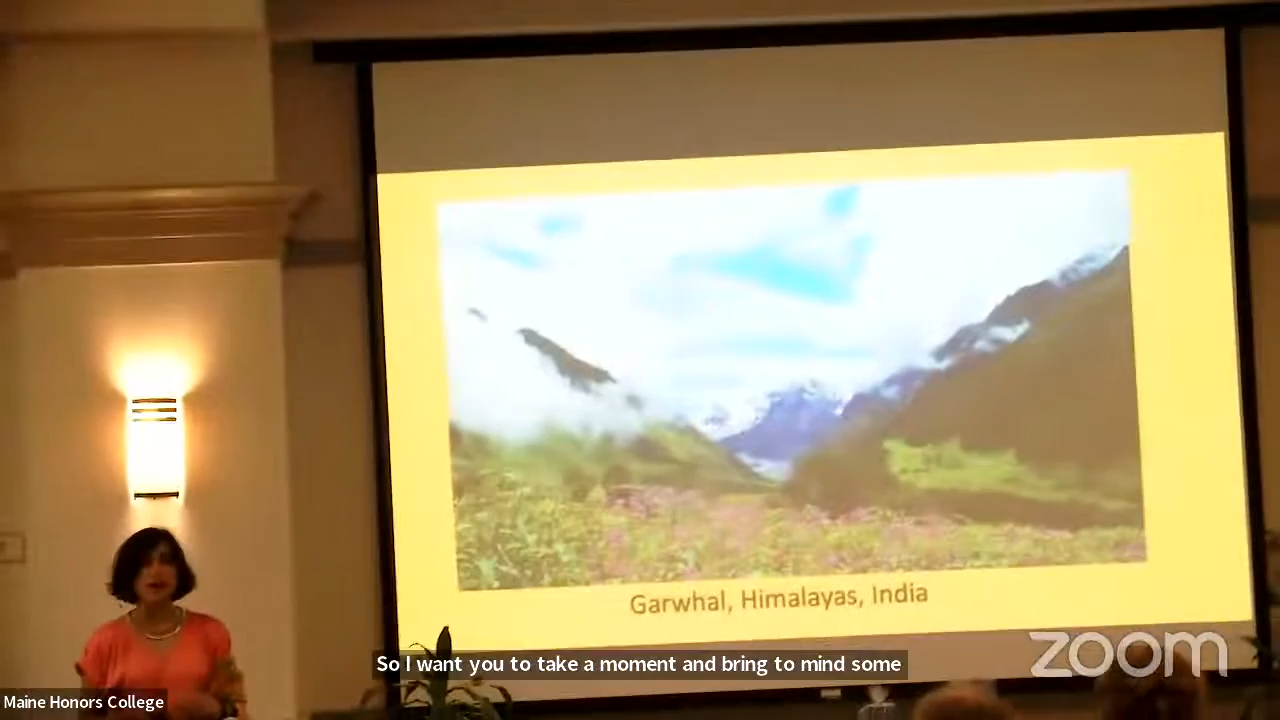 Garwhal, Himalayas, India
So I want you to take a moment and bring to mind some
zoom
Maine Honors College